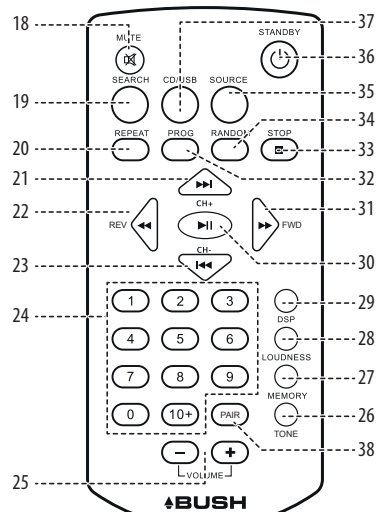 18 MUTE STANDBY 37
36
SEARCH CD/USB SOURCE 35
19 34
REPEAT PROG RANDOM STOP 33
20
21 32
CH+ 31
22 REV FWD
CH- 30
23
24 1 2 3 29
DSP
4 5 6 28
LOUDNESS
7 8 9 27
MEMORY
0 10+ PAIR 26
TONE
38
25 − +
VOLUME
BUSH